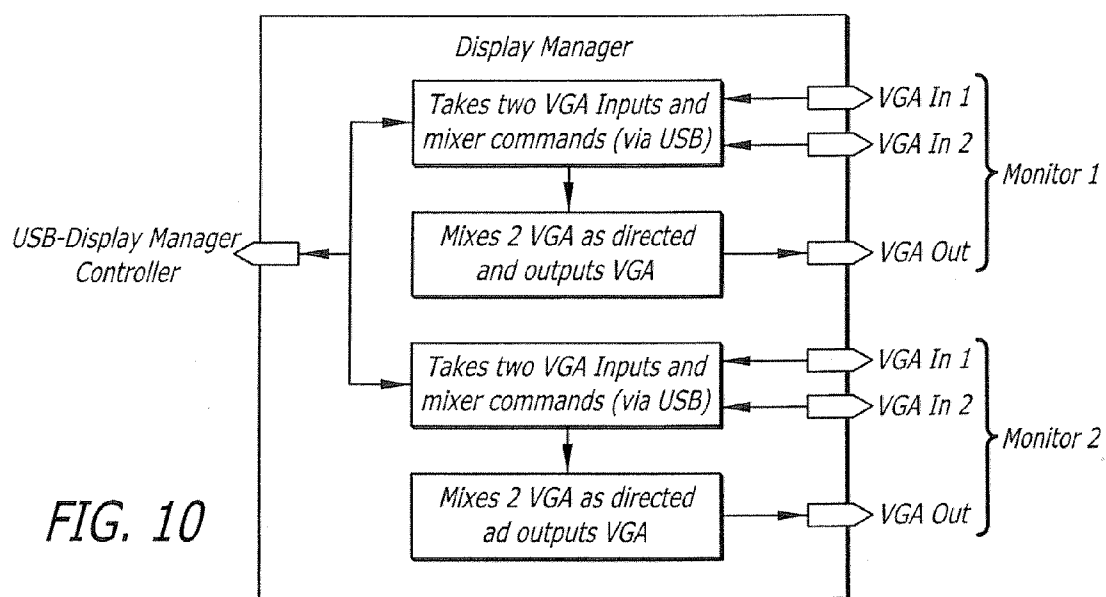 Display Manager
Takes two VGA Inputs and
mixer commands (via USB)
VGA In 1
VGA In 2
Monitor 1
Mixes 2 VGA as directed
and outputs VGA
VGA Out
USB-Display Manager
Controller
Takes two VGA Inputs and
mixer commands (via USB)
VGA In 1
VGA In 2
Monitor 2
Mixes 2 VGA as directed
ad outputs VGA
VGA Out
FIG. 10